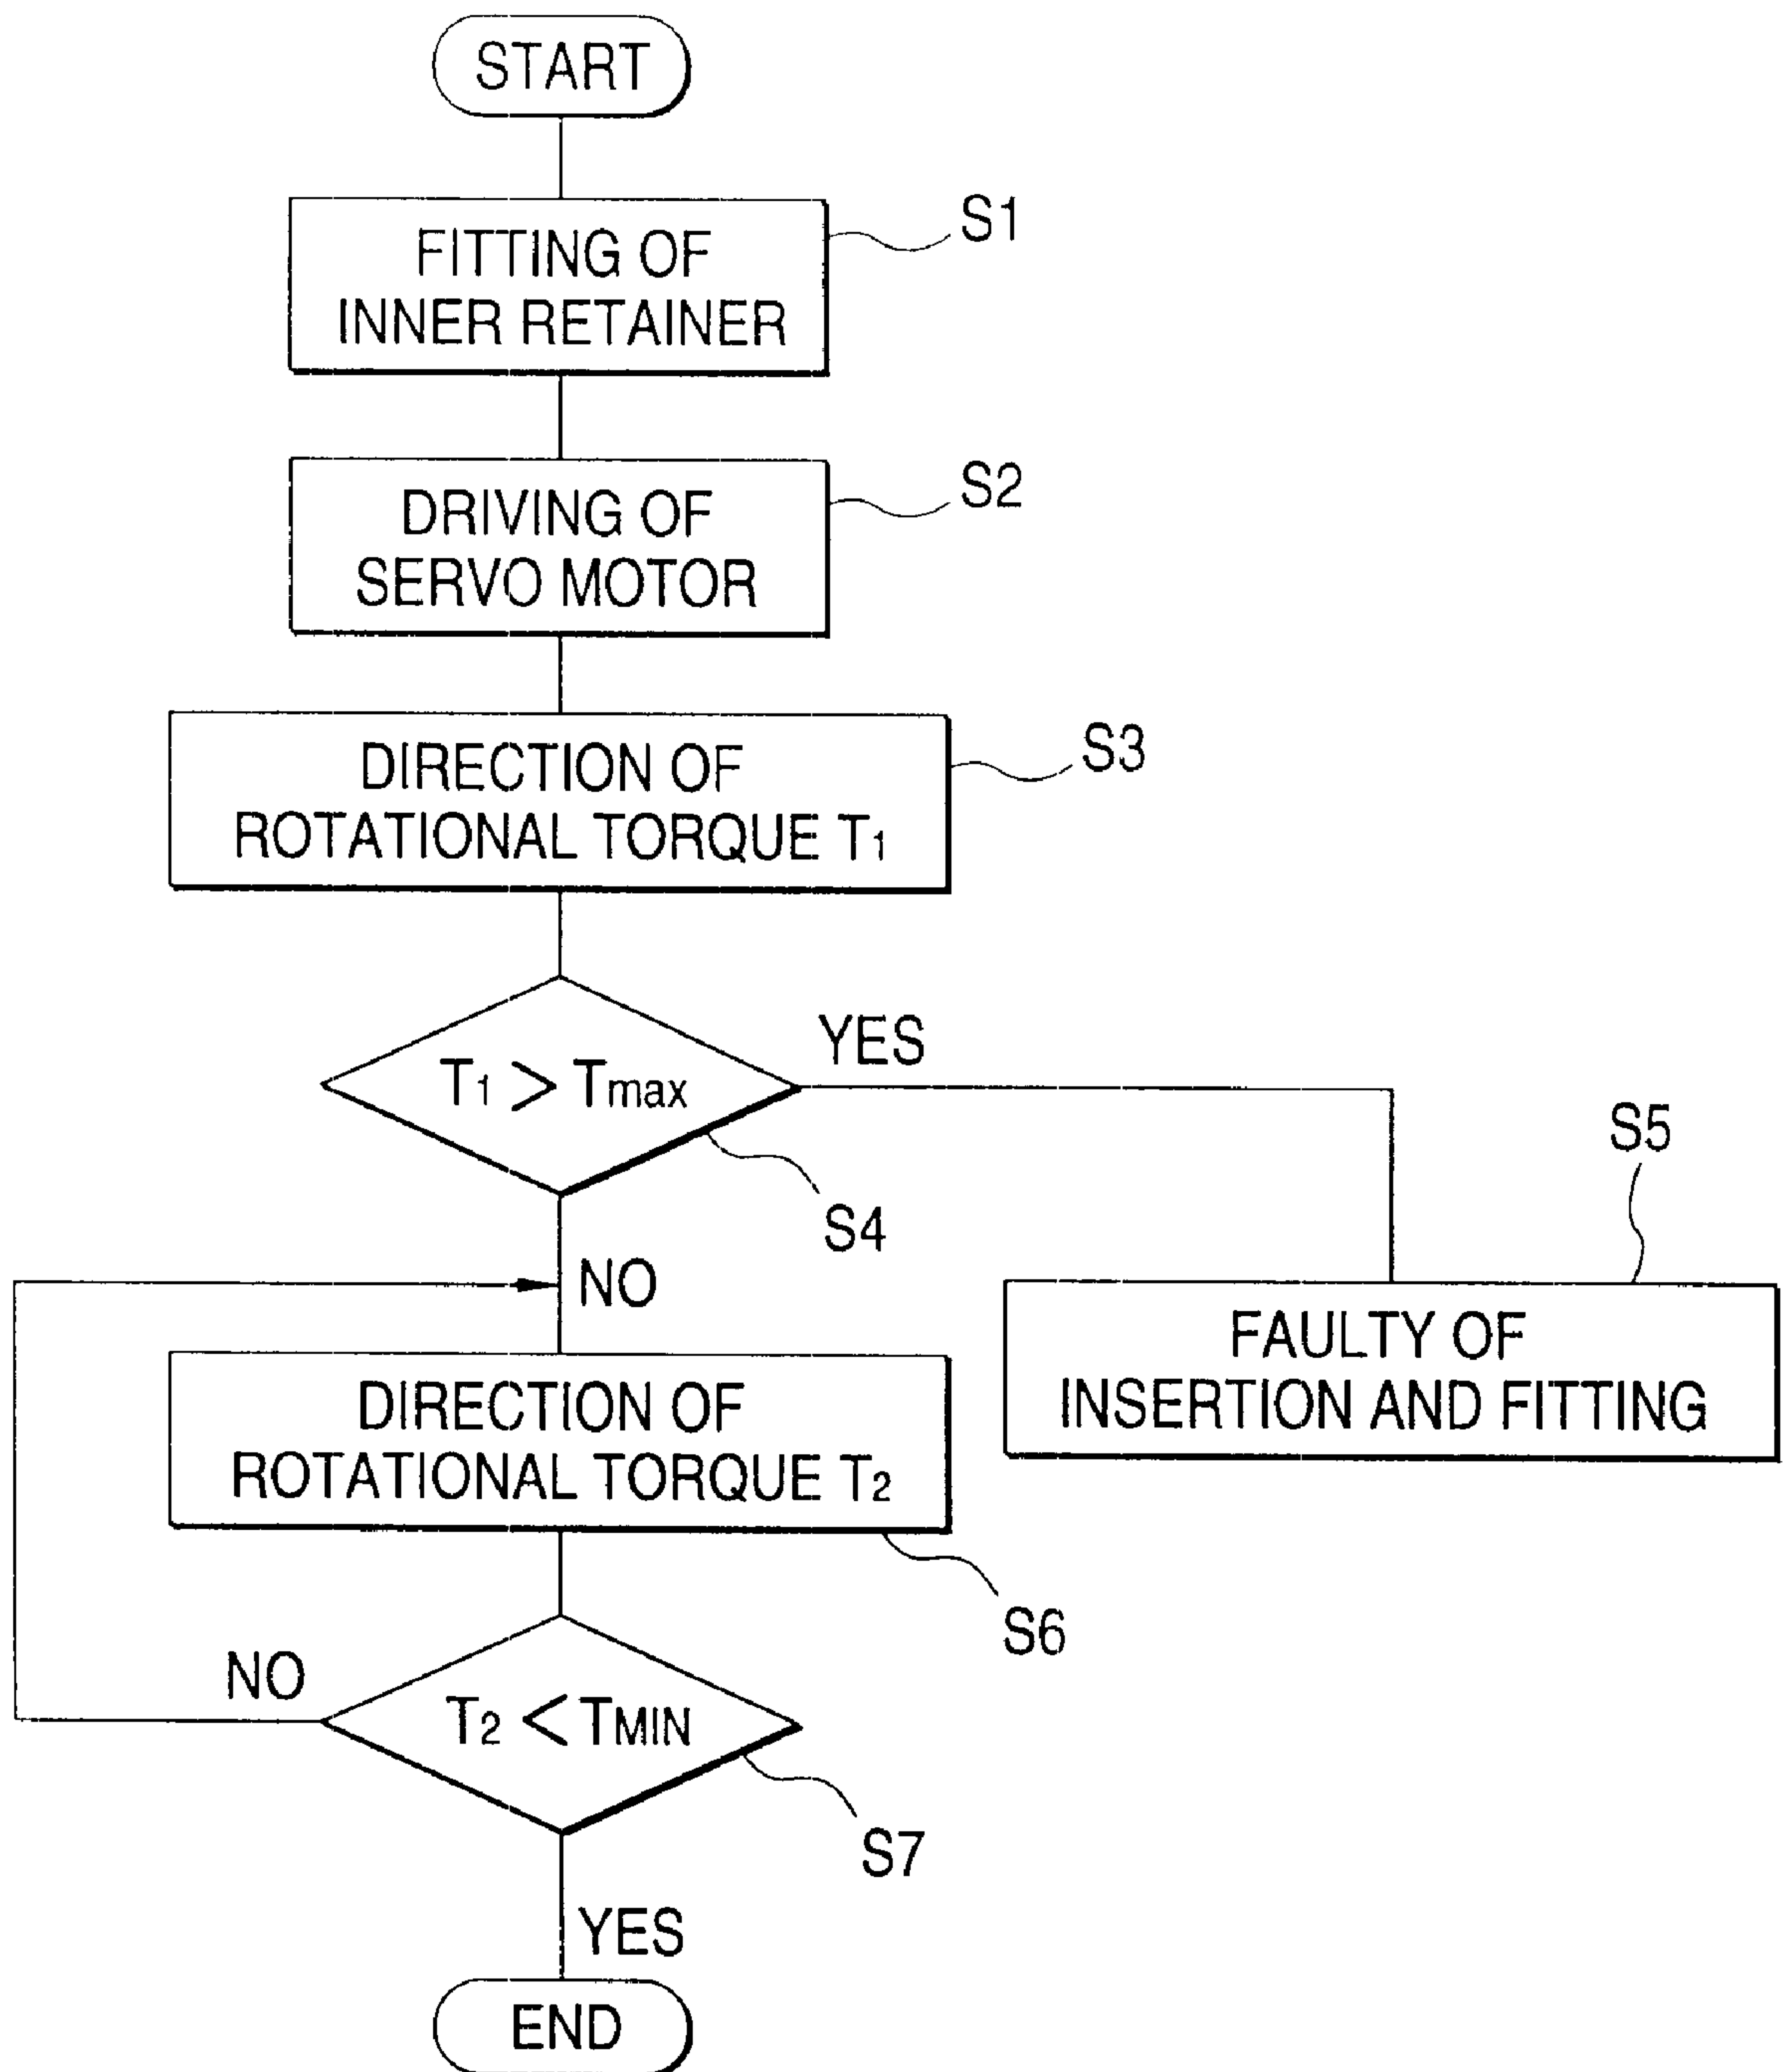 START
FITTING OF
INNER RETAINER
S1
DRIVING OF
SERVO MOTOR
S2
DIRECTION OF
ROTATIONAL TORQUE T1
S3
T1 > Tmax
YES
S4
NO
S5
FAULTY OF
INSERTION AND FITTING
DIRECTION OF
ROTATIONAL TORQUE T2
S6
NO
T2 < TMIN
S7
YES
END